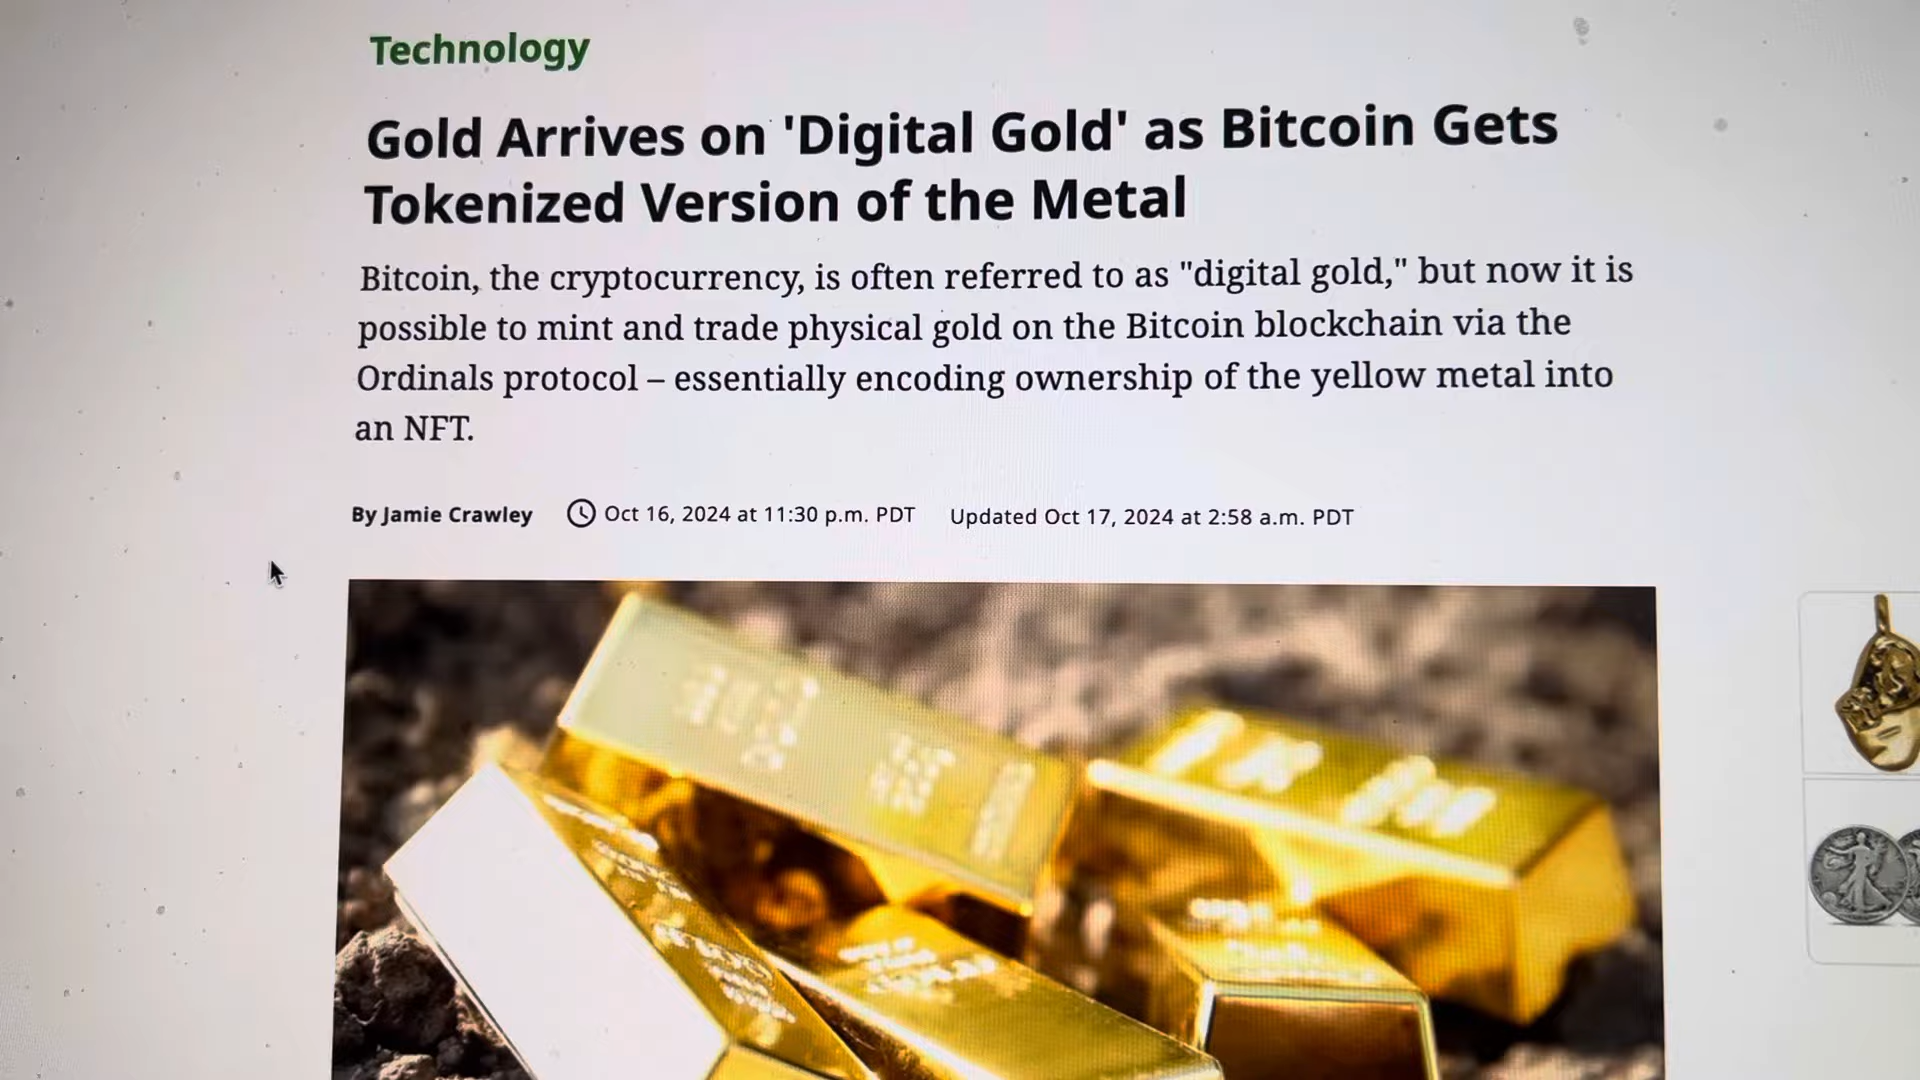 Technology
Gold Arrives on 'Digital Gold' as Bitcoin Gets
Tokenized Version of the Metal
Bitcoin, the cryptocurrency, is often referred to as "digital gold," but now it is
possible to mint and trade physical gold on the Bitcoin blockchain via the
Ordinals protocol – essentially encoding ownership of the yellow metal into
an NFT.
By Jamie Crawley Oct 16, 2024 at 11:30 p.m. PDT Updated Oct 17, 2024 at 2:58 a.m. PDT